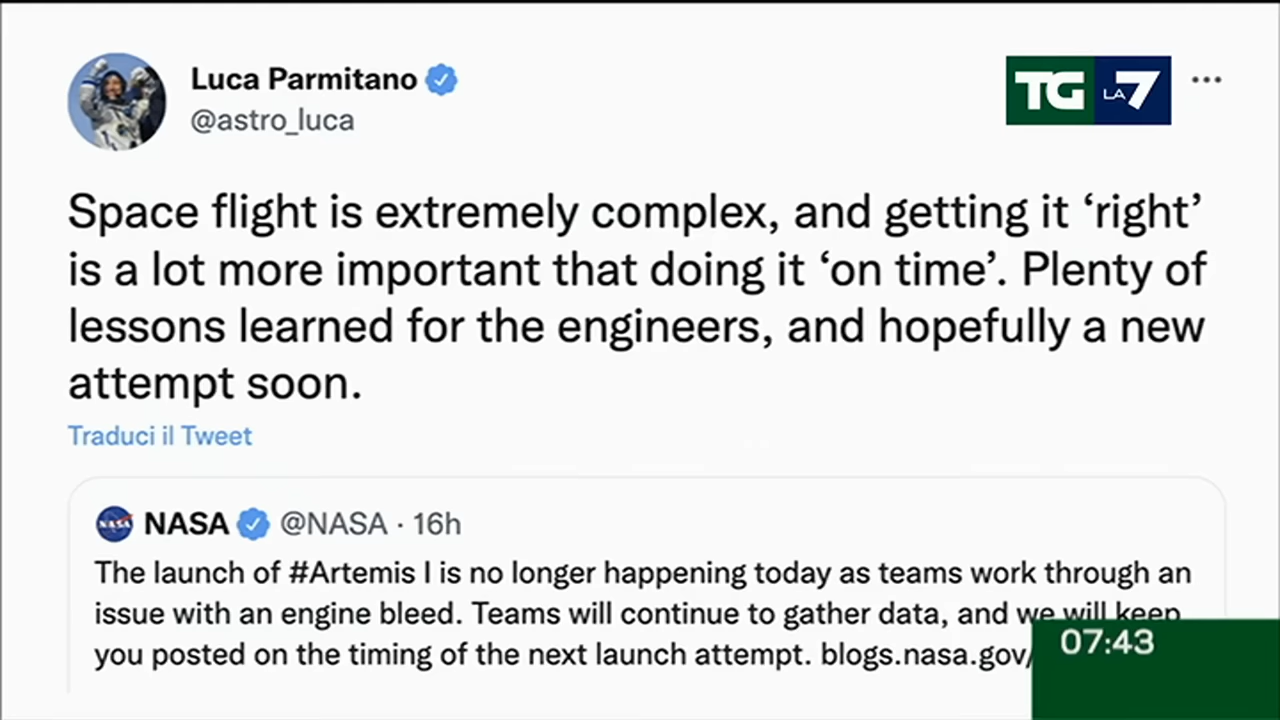 Luca Parmitano
@astro_luca
TG LA 7
Space flight is extremely complex, and getting it ‘right’
is a lot more important that doing it ‘on time’. Plenty of
lessons learned for the engineers, and hopefully a new
attempt soon.
Traduci il Tweet
NASA NASA @NASA · 16h
The launch of #Artemis I is no longer happening today as teams work through an
issue with an engine bleed. Teams will continue to gather data, and we will keep
you posted on the timing of the next launch attempt. blogs.nasa.gov/
07:43